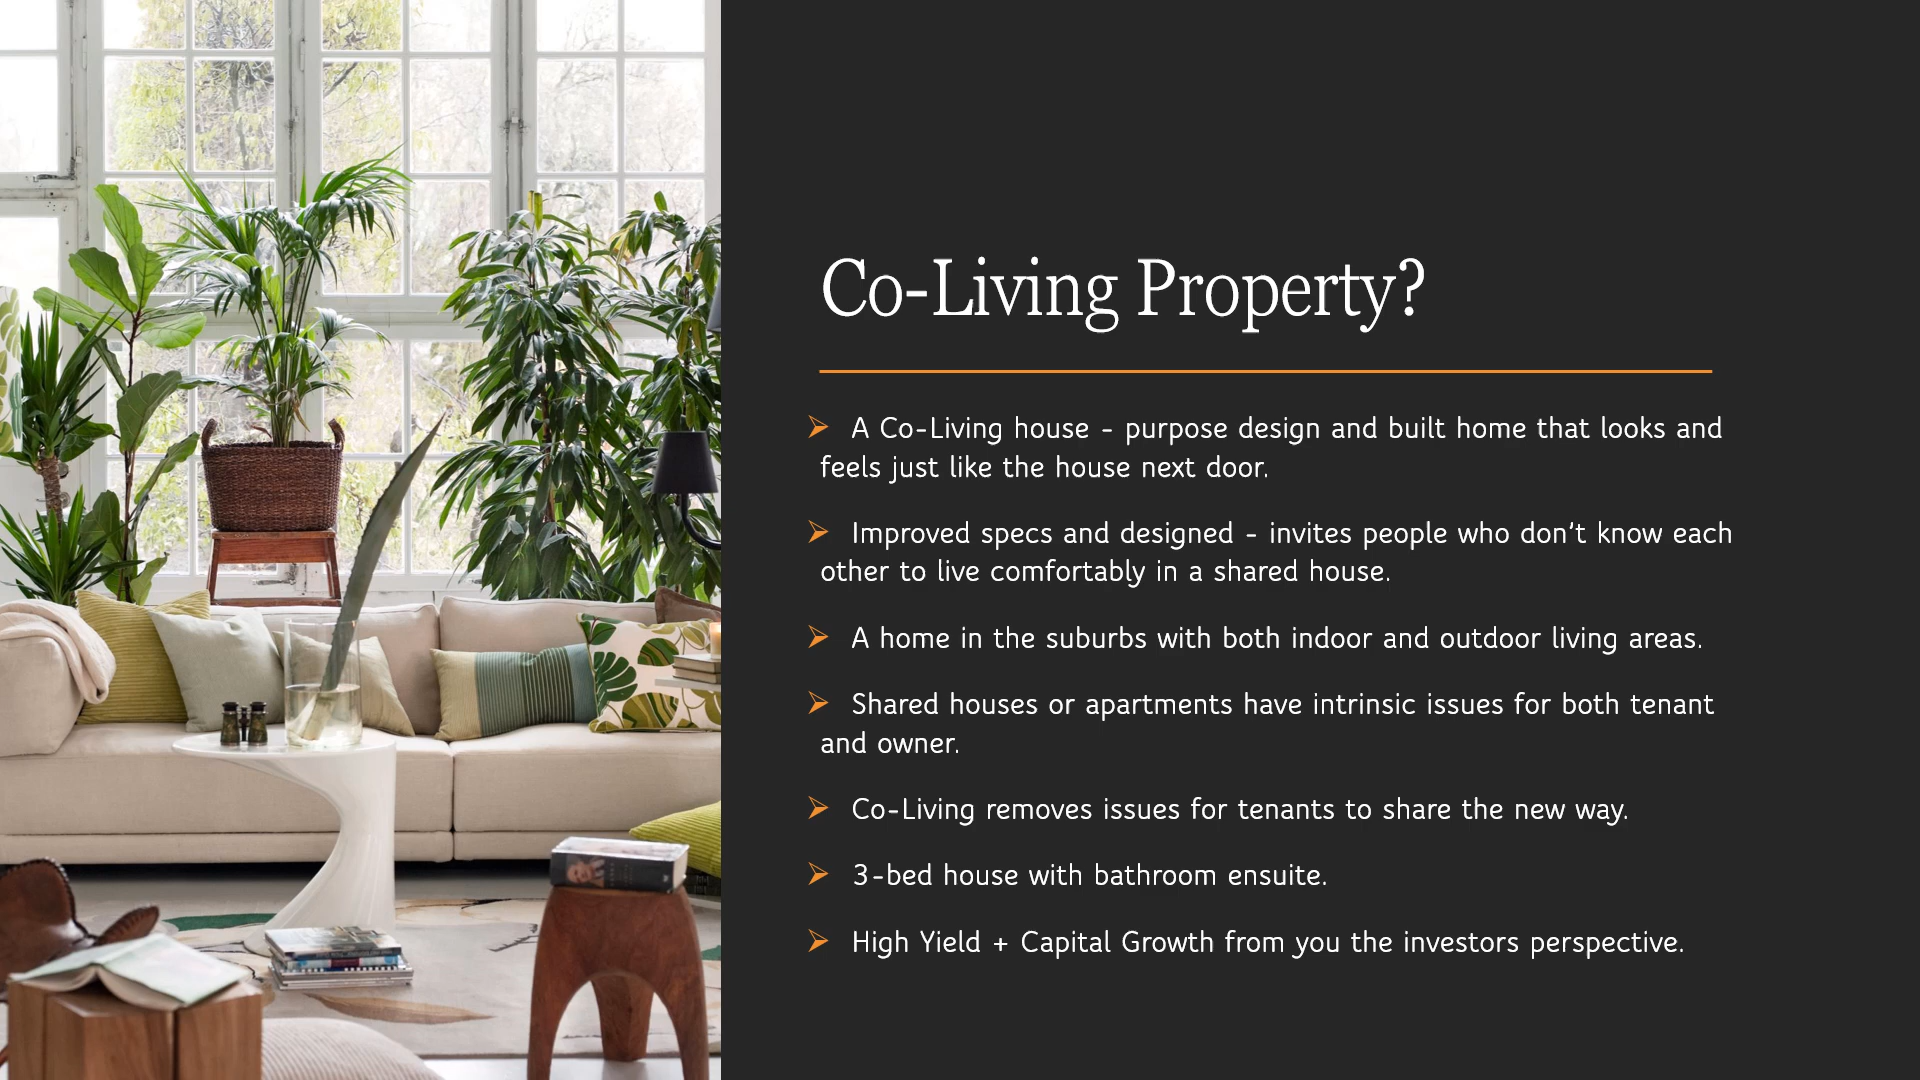 Co-Living Property?
A Co-Living house - purpose design and built home that looks and
feels just like the house next door.
Improved specs and designed - invites people who don't know each
other to live comfortably in a shared house.
A home in the suburbs with both indoor and outdoor living areas.
Shared houses or apartments have intrinsic issues for both tenant
and owner.
Co-Living removes issues for tenants to share the new way.
3-bed house with bathroom ensuite.
High Yield + Capital Growth from you the investors perspective.